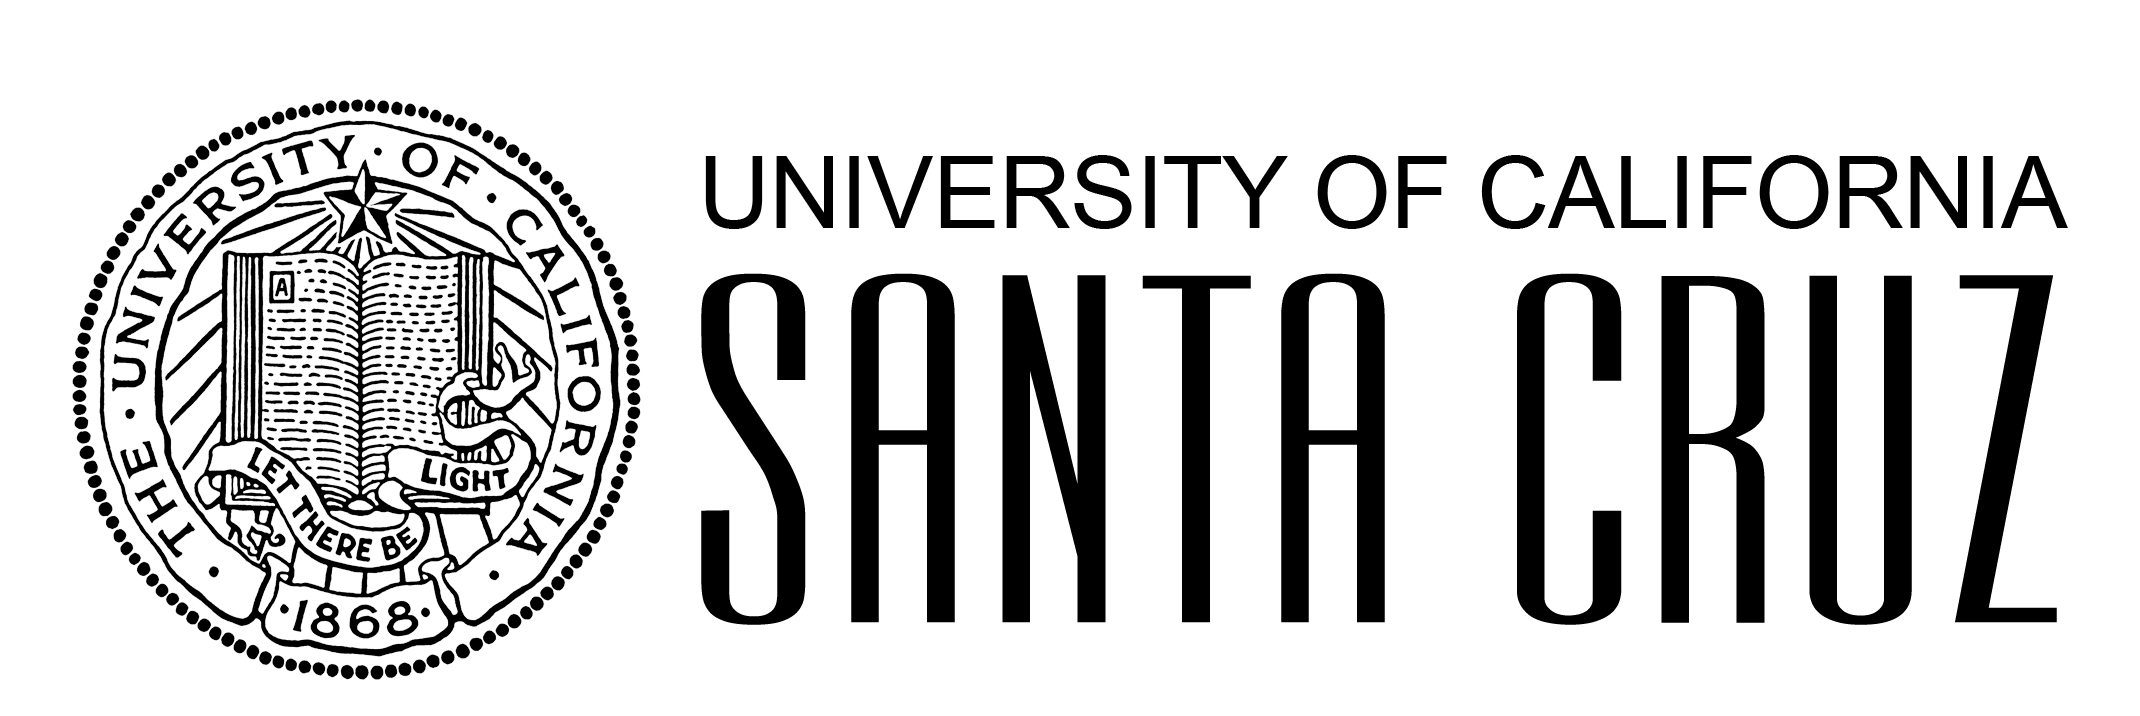 THE · UNIVERSITY · OF · CALIFORNIA
A
LET THERE BE
LIGHT
·1868·
UNIVERSITY OF CALIFORNIA
SANTA CRUZ